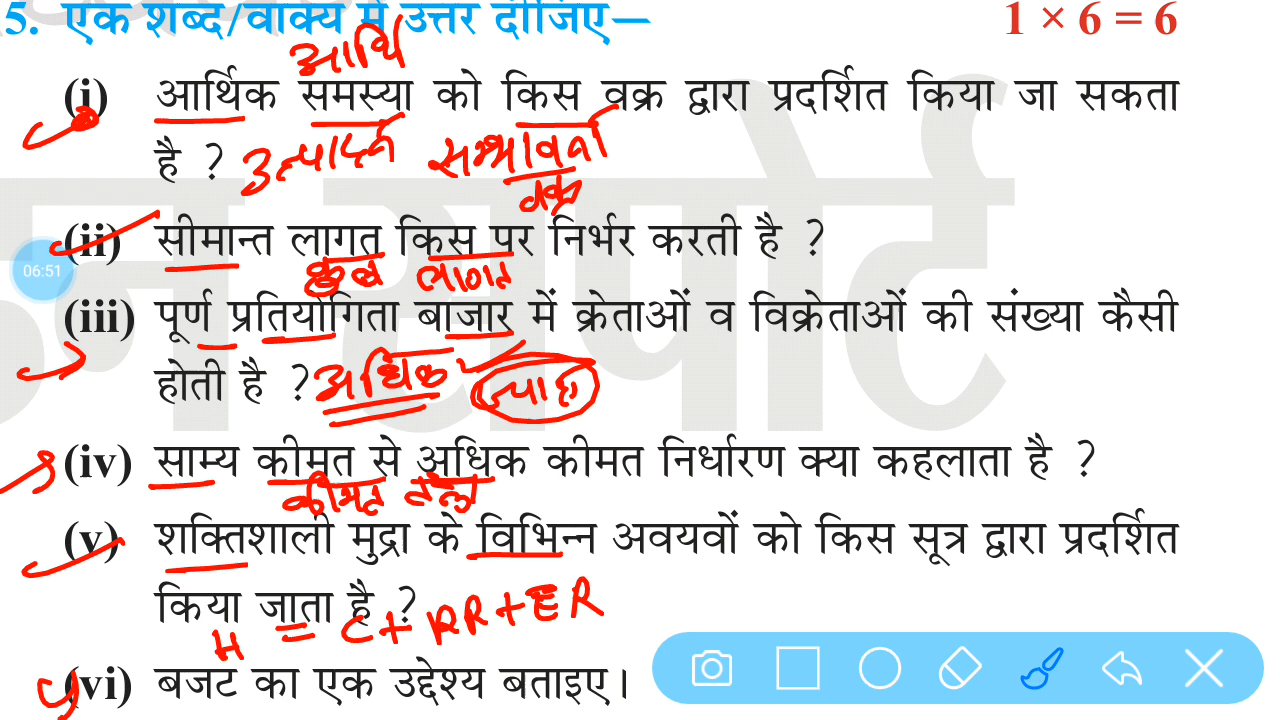 5. एक शब्द/वाक्य में उत्तर दीजिए— 1 × 6 = 6
आर्थि
(i) आर्थिक समस्या को किस वक्र द्वारा प्रदर्शित किया जा सकता
है ? उत्पादन सम्भावना
वक्र
(ii) सीमान्त लागत किस पर निर्भर करती है ?
06:51 कुल लागत
(iii) पूर्ण प्रतियोगिता बाजार में क्रेताओं व विक्रेताओं की संख्या कैसी
होती है ? अधिक
(iv) साम्य कीमत से अधिक कीमत निर्धारण क्या कहलाता है ?
कीमत
(v) शक्तिशाली मुद्रा के विभिन्न अवयवों को किस सूत्र द्वारा प्रदर्शित
किया जाता है ?
H = C + RR + ER
(vi) बजट का एक उद्देश्य बताइए।